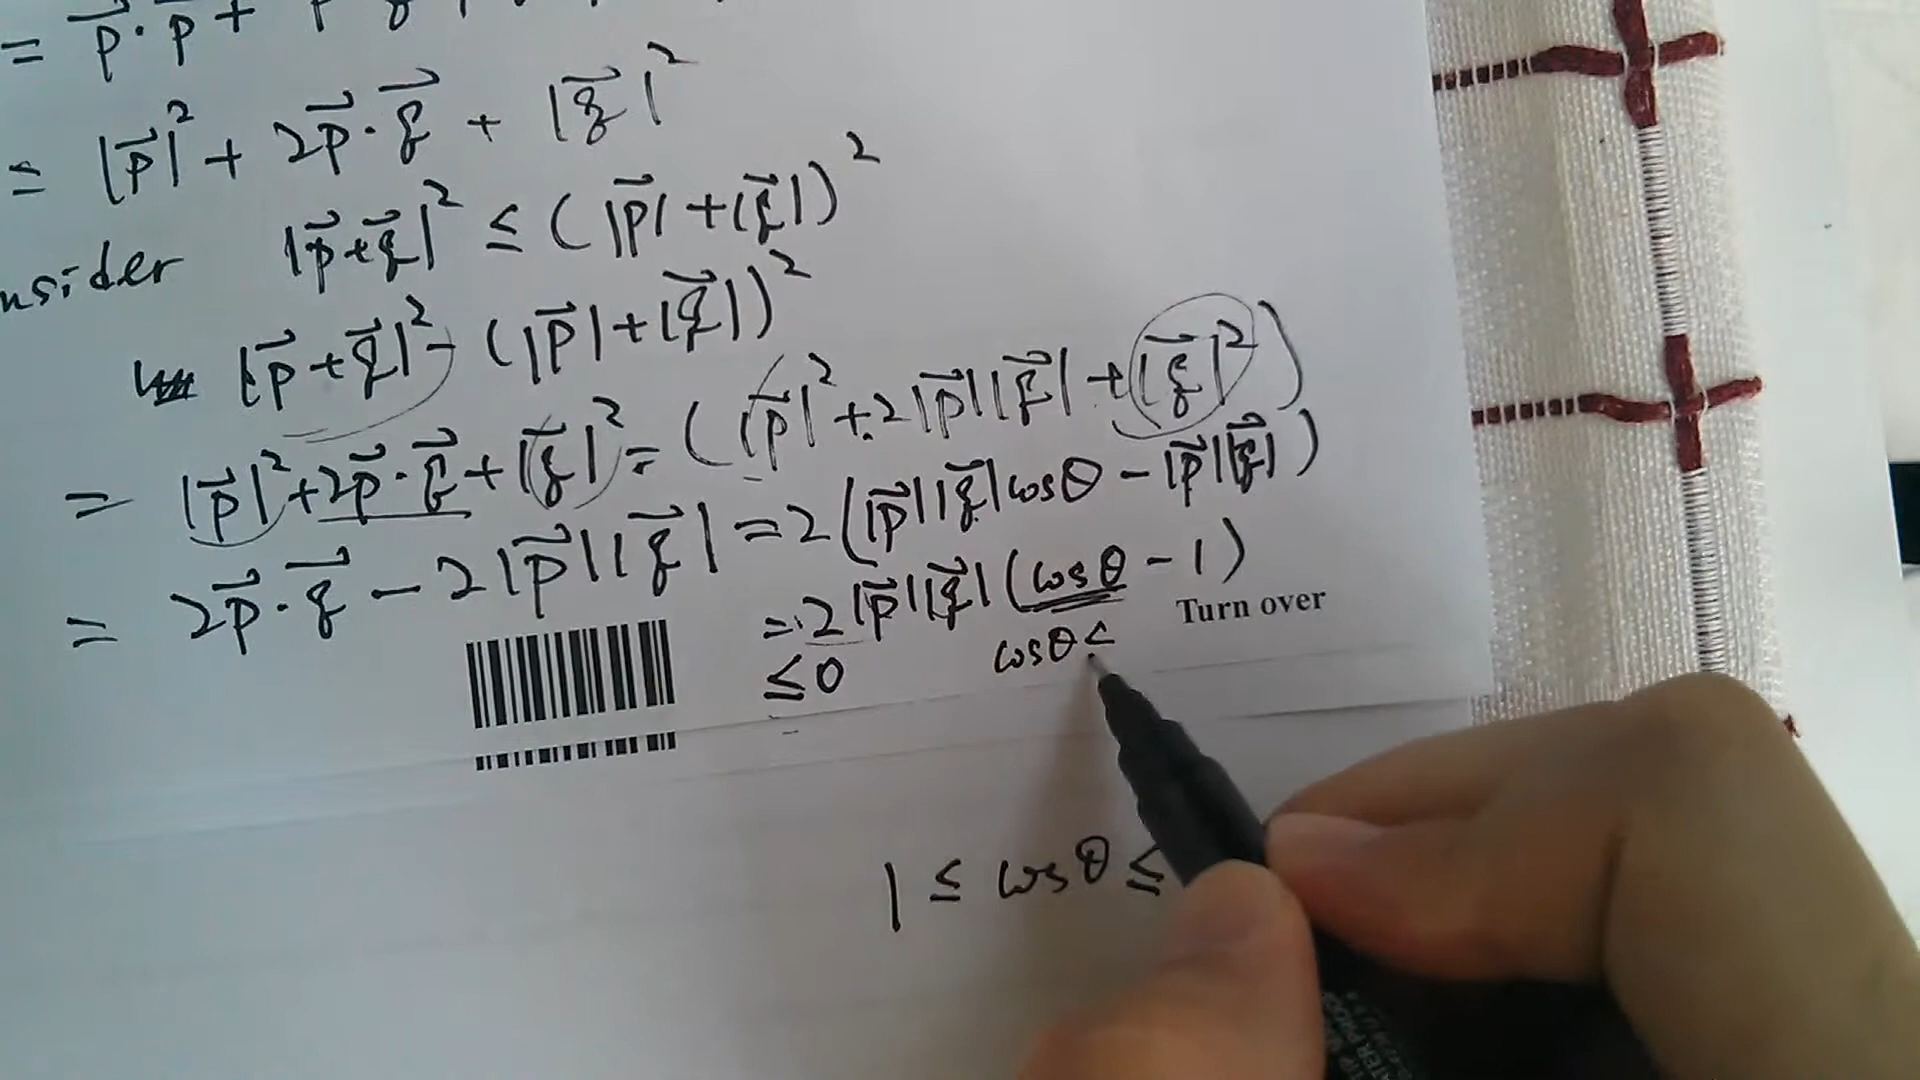 = p⃗·p⃗ +
= |p⃗|² + 2p⃗·q⃗ + |q⃗|²
nsider |p⃗+q⃗|² ≤ (|p⃗|+|q⃗|)²
|p⃗+q⃗|² - (|p⃗|+|q⃗|)²
= |p⃗|²+2p⃗·q⃗+|q⃗|² - (|p⃗|²+2|p⃗||q⃗|+|q⃗|²)
= 2p⃗·q⃗ - 2|p⃗||q⃗| = 2(|p⃗||q⃗|cosθ - |p⃗||q⃗|)
= 2|p⃗||q⃗|(cosθ - 1)
Turn over
≤0 cosθ ≤
1 ≤ cosθ ≤